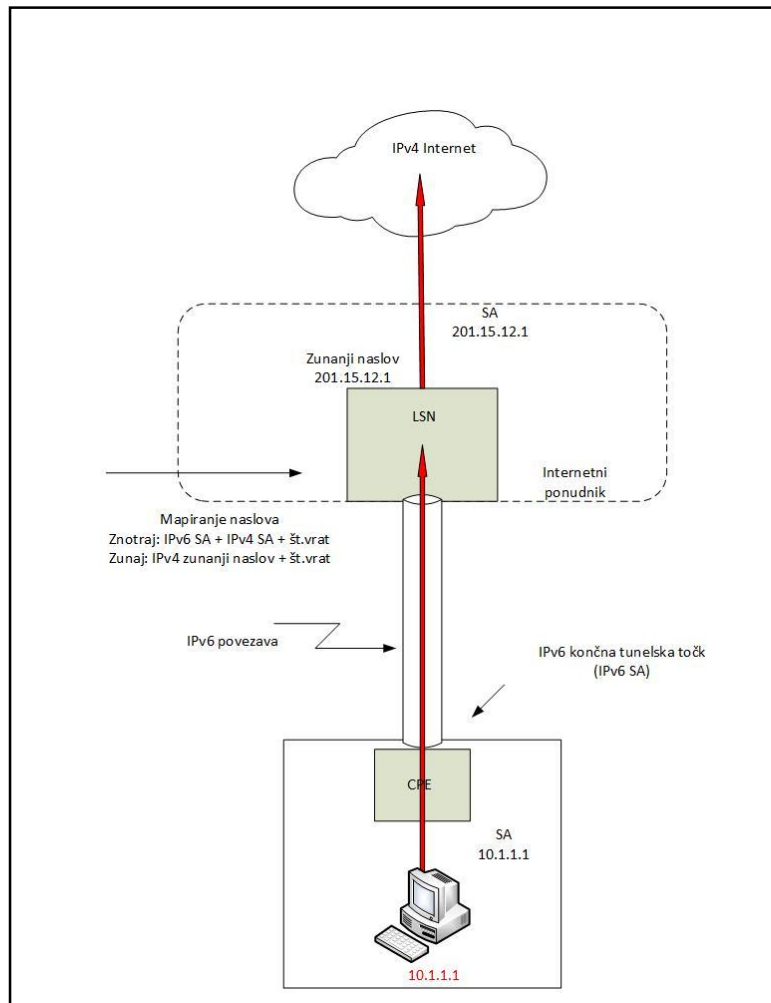 IPv4 Internet
SA
201.15.12.1
Zunanji naslov
201.15.12.1
LSN
Internetni
ponudnik
Mapiranje naslova
Znotraj: IPv6 SA + IPv4 SA + št.vrat
Zunaj: IPv4 zunanji naslov + št.vrat
IPv6 povezava
IPv6 končna tunelska točk
(IPv6 SA)
CPE
SA
10.1.1.1
10.1.1.1